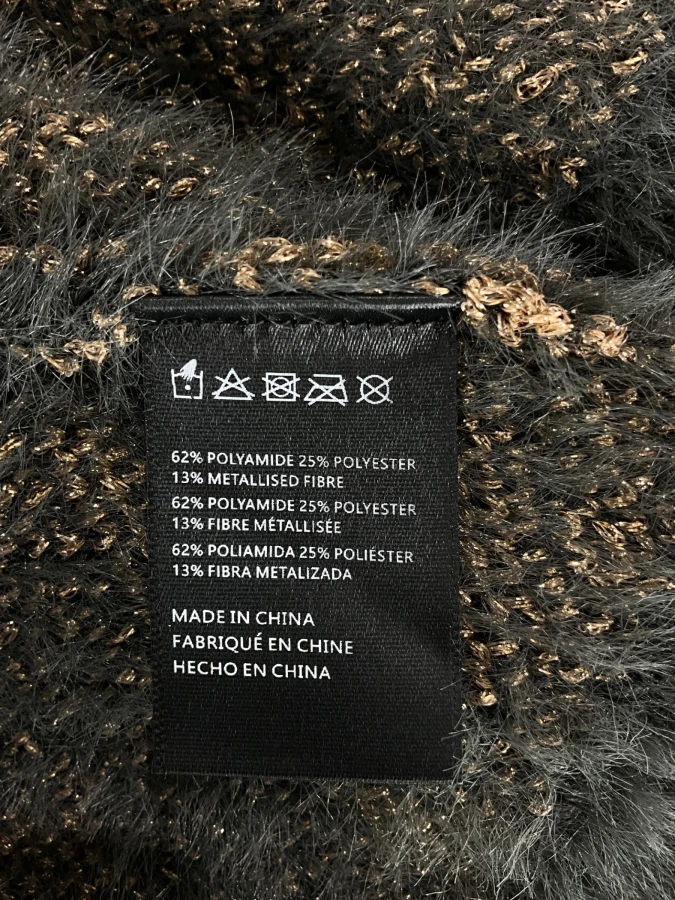 62% POLYAMIDE 25% POLYESTER
13% METALLISED FIBRE
62% POLYAMIDE 25% POLYESTER
13% FIBRE MÉTALLISÉE
62% POLIAMIDA 25% POLIÉSTER
13% FIBRA METALIZADA
MADE IN CHINA
FABRIQUÉ EN CHINE
HECHO EN CHINA